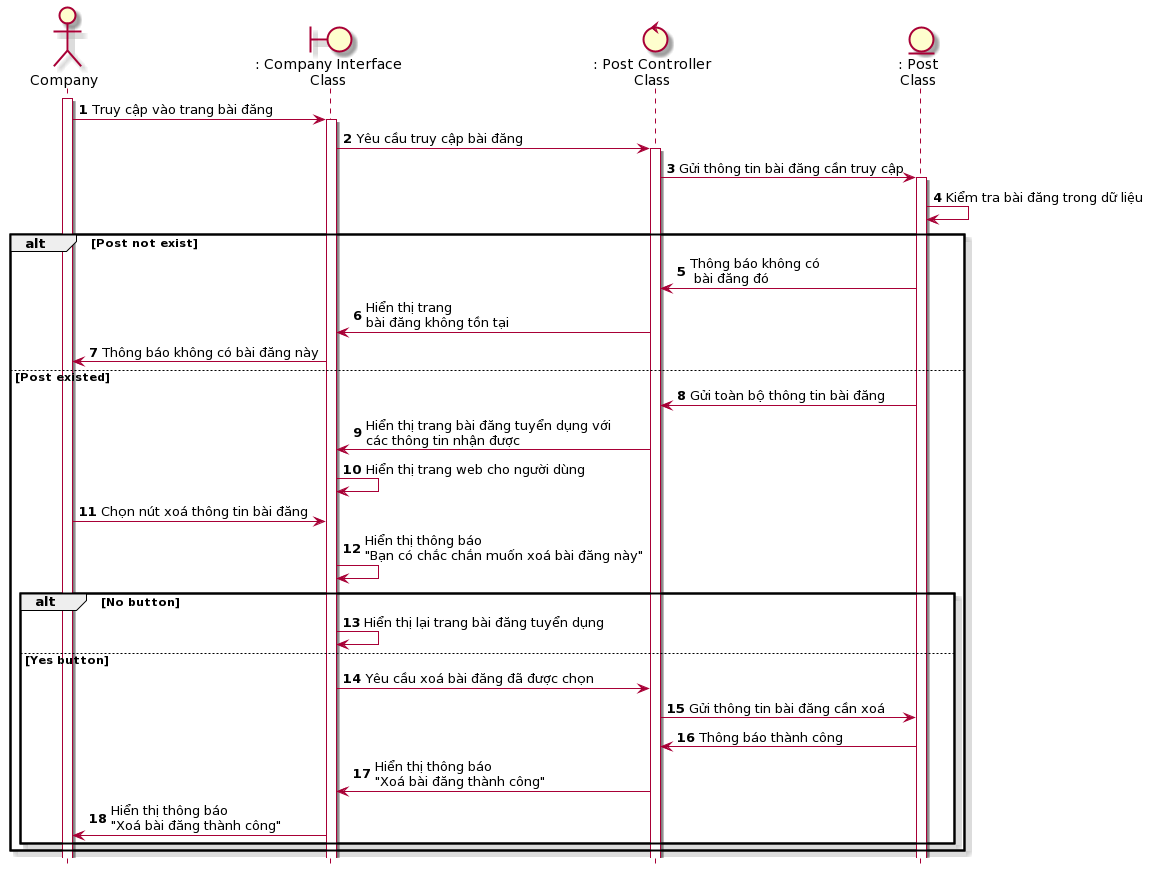 Company
: Company Interface
Class
: Post Controller
Class
: Post
Class
1 Truy cập vào trang bài đăng
2 Yêu cầu truy cập bài đăng
3 Gửi thông tin bài đăng cần truy cập
4 Kiểm tra bài đăng trong dữ liệu
alt [Post not exist]
5 Thông báo không có
bài đăng đó
6 Hiển thị trang
bài đăng không tồn tại
7 Thông báo không có bài đăng này
[Post existed]
8 Gửi toàn bộ thông tin bài đăng
9 Hiển thị trang bài đăng tuyển dụng với
các thông tin nhận được
10 Hiển thị trang web cho người dùng
11 Chọn nút xoá thông tin bài đăng
12 Hiển thị thông báo
"Bạn có chắc chắn muốn xoá bài đăng này"
alt [No button]
13 Hiển thị lại trang bài đăng tuyển dụng
[Yes button]
14 Yêu cầu xoá bài đăng đã được chọn
15 Gửi thông tin bài đăng cần xoá
16 Thông báo thành công
17 Hiển thị thông báo
"Xoá bài đăng thành công"
18 Hiển thị thông báo
"Xoá bài đăng thành công"